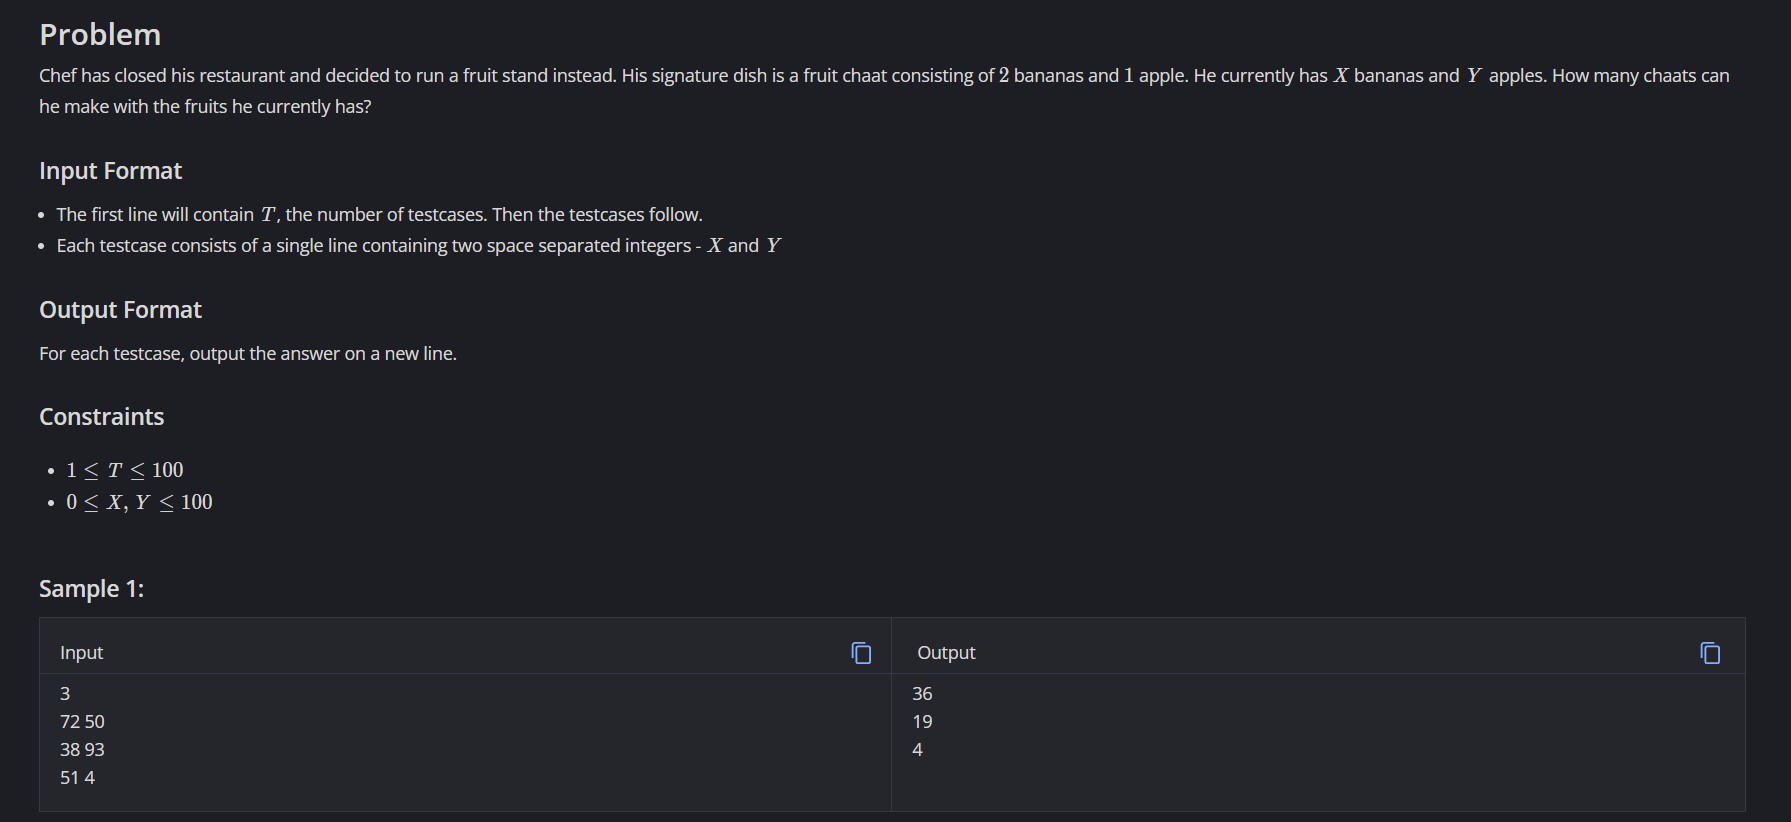 Problem
Chef has closed his restaurant and decided to run a fruit stand instead. His signature dish is a fruit chaat consisting of 2 bananas and 1 apple. He currently has X bananas and Y apples. How many chaats can
he make with the fruits he currently has?
Input Format
• The first line will contain T, the number of testcases. Then the testcases follow.
• Each testcase consists of a single line containing two space separated integers - X and Y
Output Format
For each testcase, output the answer on a new line.
Constraints
• 1 ≤ T ≤ 100
• 0 ≤ X, Y ≤ 100
Sample 1:
Input
Output
3
72 50
38 93
51 4
36
19
4